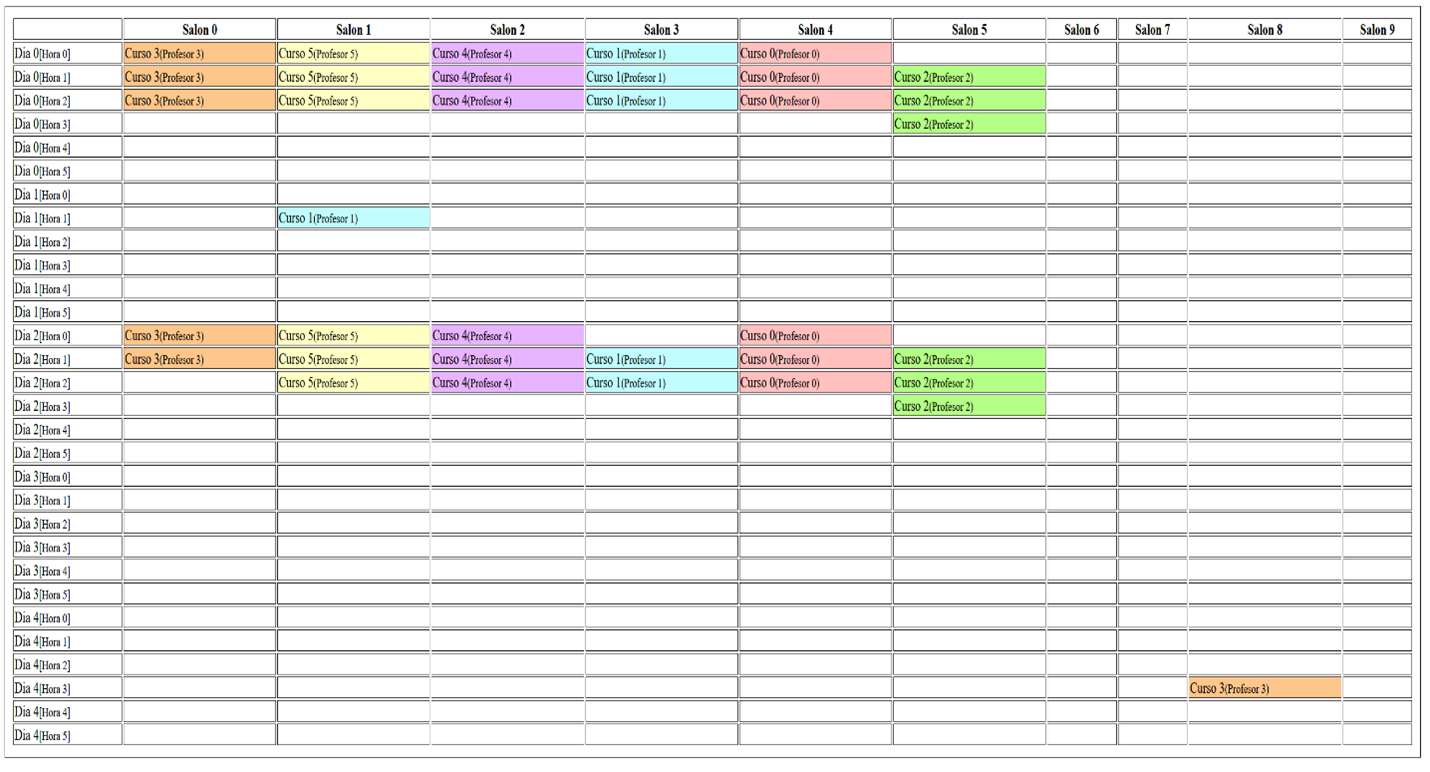 Salon 0 Salon 1 Salon 2 Salon 3 Salon 4 Salon 5 Salon 6 Salon 7 Salon 8 Salon 9
Dia 0[Hora 0] Curso 3(Profesor 3) Curso 5(Profesor 5) Curso 4(Profesor 4) Curso 1(Profesor 1) Curso 0(Profesor 0)
Dia 0[Hora 1] Curso 3(Profesor 3) Curso 5(Profesor 5) Curso 4(Profesor 4) Curso 1(Profesor 1) Curso 0(Profesor 0) Curso 2(Profesor 2)
Dia 0[Hora 2] Curso 3(Profesor 3) Curso 5(Profesor 5) Curso 4(Profesor 4) Curso 1(Profesor 1) Curso 0(Profesor 0) Curso 2(Profesor 2)
Dia 0[Hora 3] Curso 2(Profesor 2)
Dia 0[Hora 4]
Dia 0[Hora 5]
Dia 1[Hora 0]
Dia 1[Hora 1] Curso 1(Profesor 1)
Dia 1[Hora 2]
Dia 1[Hora 3]
Dia 1[Hora 4]
Dia 1[Hora 5]
Dia 2[Hora 0] Curso 3(Profesor 3) Curso 5(Profesor 5) Curso 4(Profesor 4) Curso 0(Profesor 0)
Dia 2[Hora 1] Curso 3(Profesor 3) Curso 5(Profesor 5) Curso 4(Profesor 4) Curso 1(Profesor 1) Curso 0(Profesor 0) Curso 2(Profesor 2)
Dia 2[Hora 2] Curso 5(Profesor 5) Curso 4(Profesor 4) Curso 1(Profesor 1) Curso 0(Profesor 0) Curso 2(Profesor 2)
Dia 2[Hora 3] Curso 2(Profesor 2)
Dia 2[Hora 4]
Dia 2[Hora 5]
Dia 3[Hora 0]
Dia 3[Hora 1]
Dia 3[Hora 2]
Dia 3[Hora 3]
Dia 3[Hora 4]
Dia 3[Hora 5]
Dia 4[Hora 0]
Dia 4[Hora 1]
Dia 4[Hora 2]
Dia 4[Hora 3] Curso 3(Profesor 3)
Dia 4[Hora 4]
Dia 4[Hora 5]